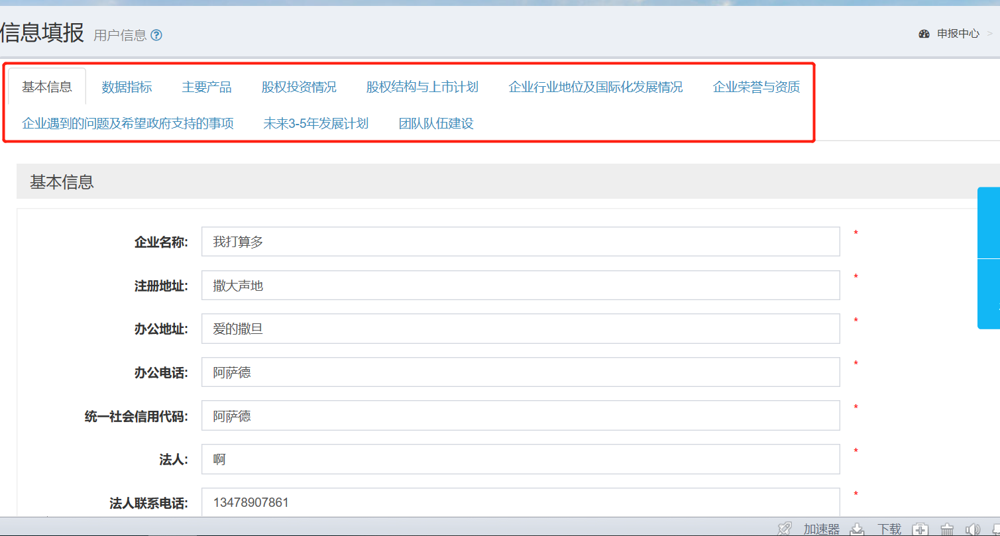 信息填报 用户信息
申报中心 >
基本信息 数据指标 主要产品 股权投资情况 股权结构与上市计划 企业行业地位及国际化发展情况 企业荣誉与资质
企业遇到的问题及希望政府支持的事项 未来3-5年发展计划 团队队伍建设
基本信息
企业名称: 我打算多 *
注册地址: 撒大声地 *
办公地址: 爱的撒旦 *
办公电话: 阿萨德 *
统一社会信用代码: 阿萨德 *
法人: 啊 *
法人联系电话: 13478907861 *
加速器 下载